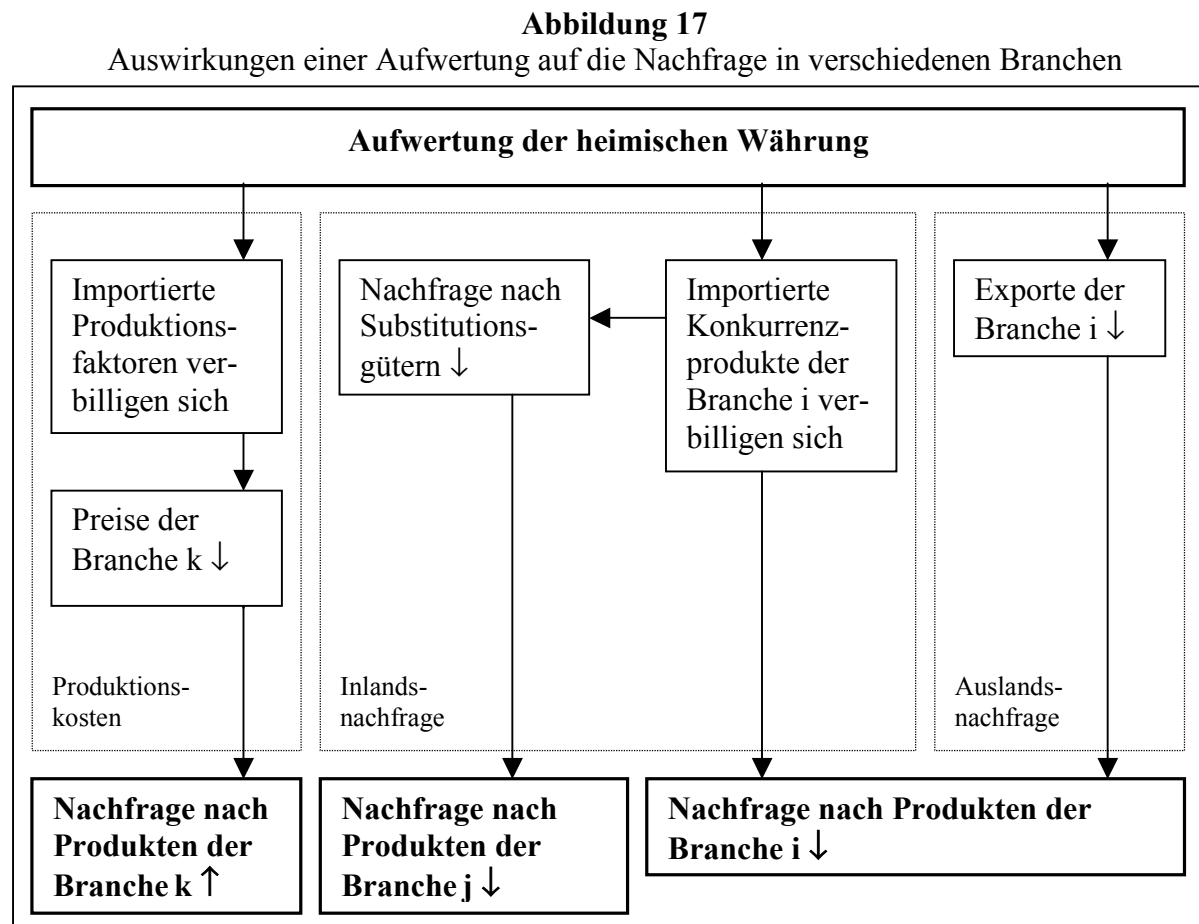 Abbildung 17
Auswirkungen einer Aufwertung auf die Nachfrage in verschiedenen Branchen
Aufwertung der heimischen Währung
Importierte
Produktions-
faktoren ver-
billigen sich
Preise der
Branche k ↓
Produktions-
kosten
Nachfrage nach
Substitutions-
gütern ↓
Importierte
Konkurrenz-
produkte der
Branche i ver-
billigen sich
Inlands-
nachfrage
Exporte der
Branche i ↓
Auslands-
nachfrage
Nachfrage nach
Produkten der
Branche k ↑
Nachfrage nach
Produkten der
Branche j ↓
Nachfrage nach Produkten der
Branche i ↓